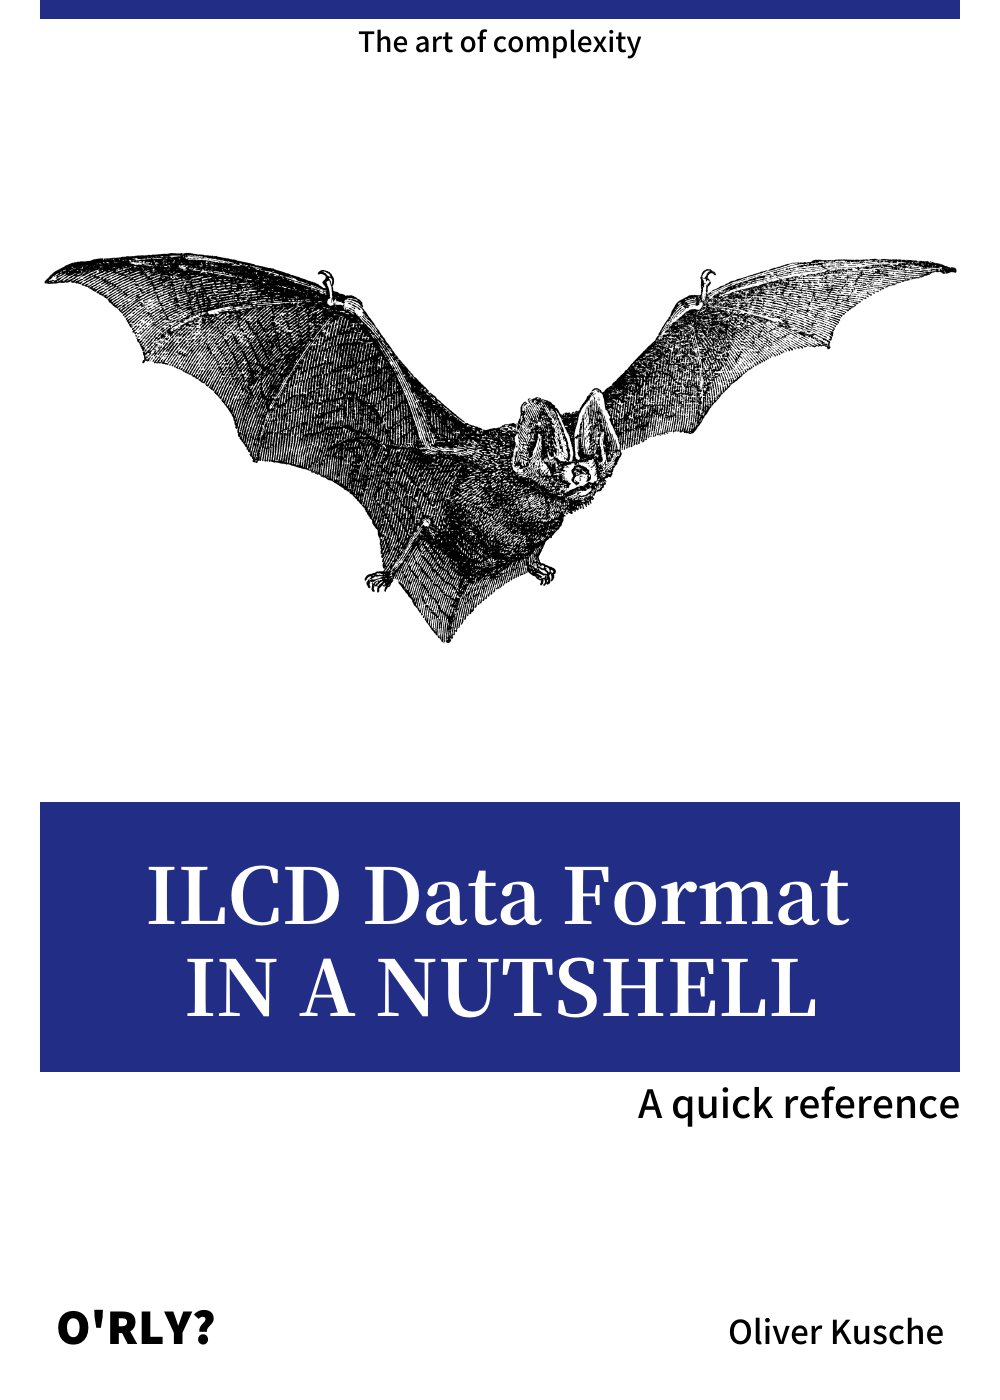 The art of complexity
ILCD Data Format
IN A NUTSHELL
A quick reference
O'RLY?
Oliver Kusche